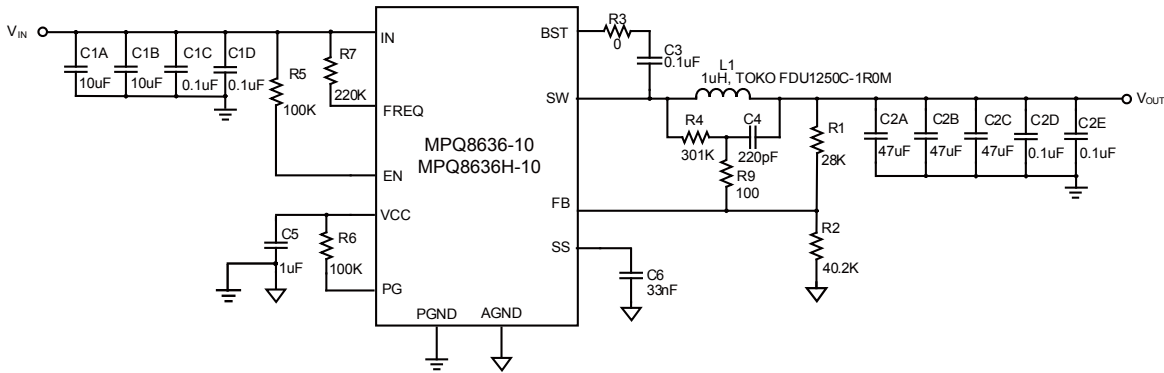 V_IN
C1A
10uF
C1B
10uF
C1C
0.1uF
C1D
0.1uF
R5
100K
R7
220K
IN
FREQ
EN
VCC
PG
C5
1uF
R6
100K
MPQ8636-10
MPQ8636H-10
PGND
AGND
BST
SW
FB
SS
R3
0
C3
0.1uF
L1
1uH, TOKO FDU1250C-1R0M
R4
301K
C4
220pF
R9
100
R1
28K
R2
40.2K
C6
33nF
C2A
47uF
C2B
47uF
C2C
47uF
C2D
0.1uF
C2E
0.1uF
V_OUT